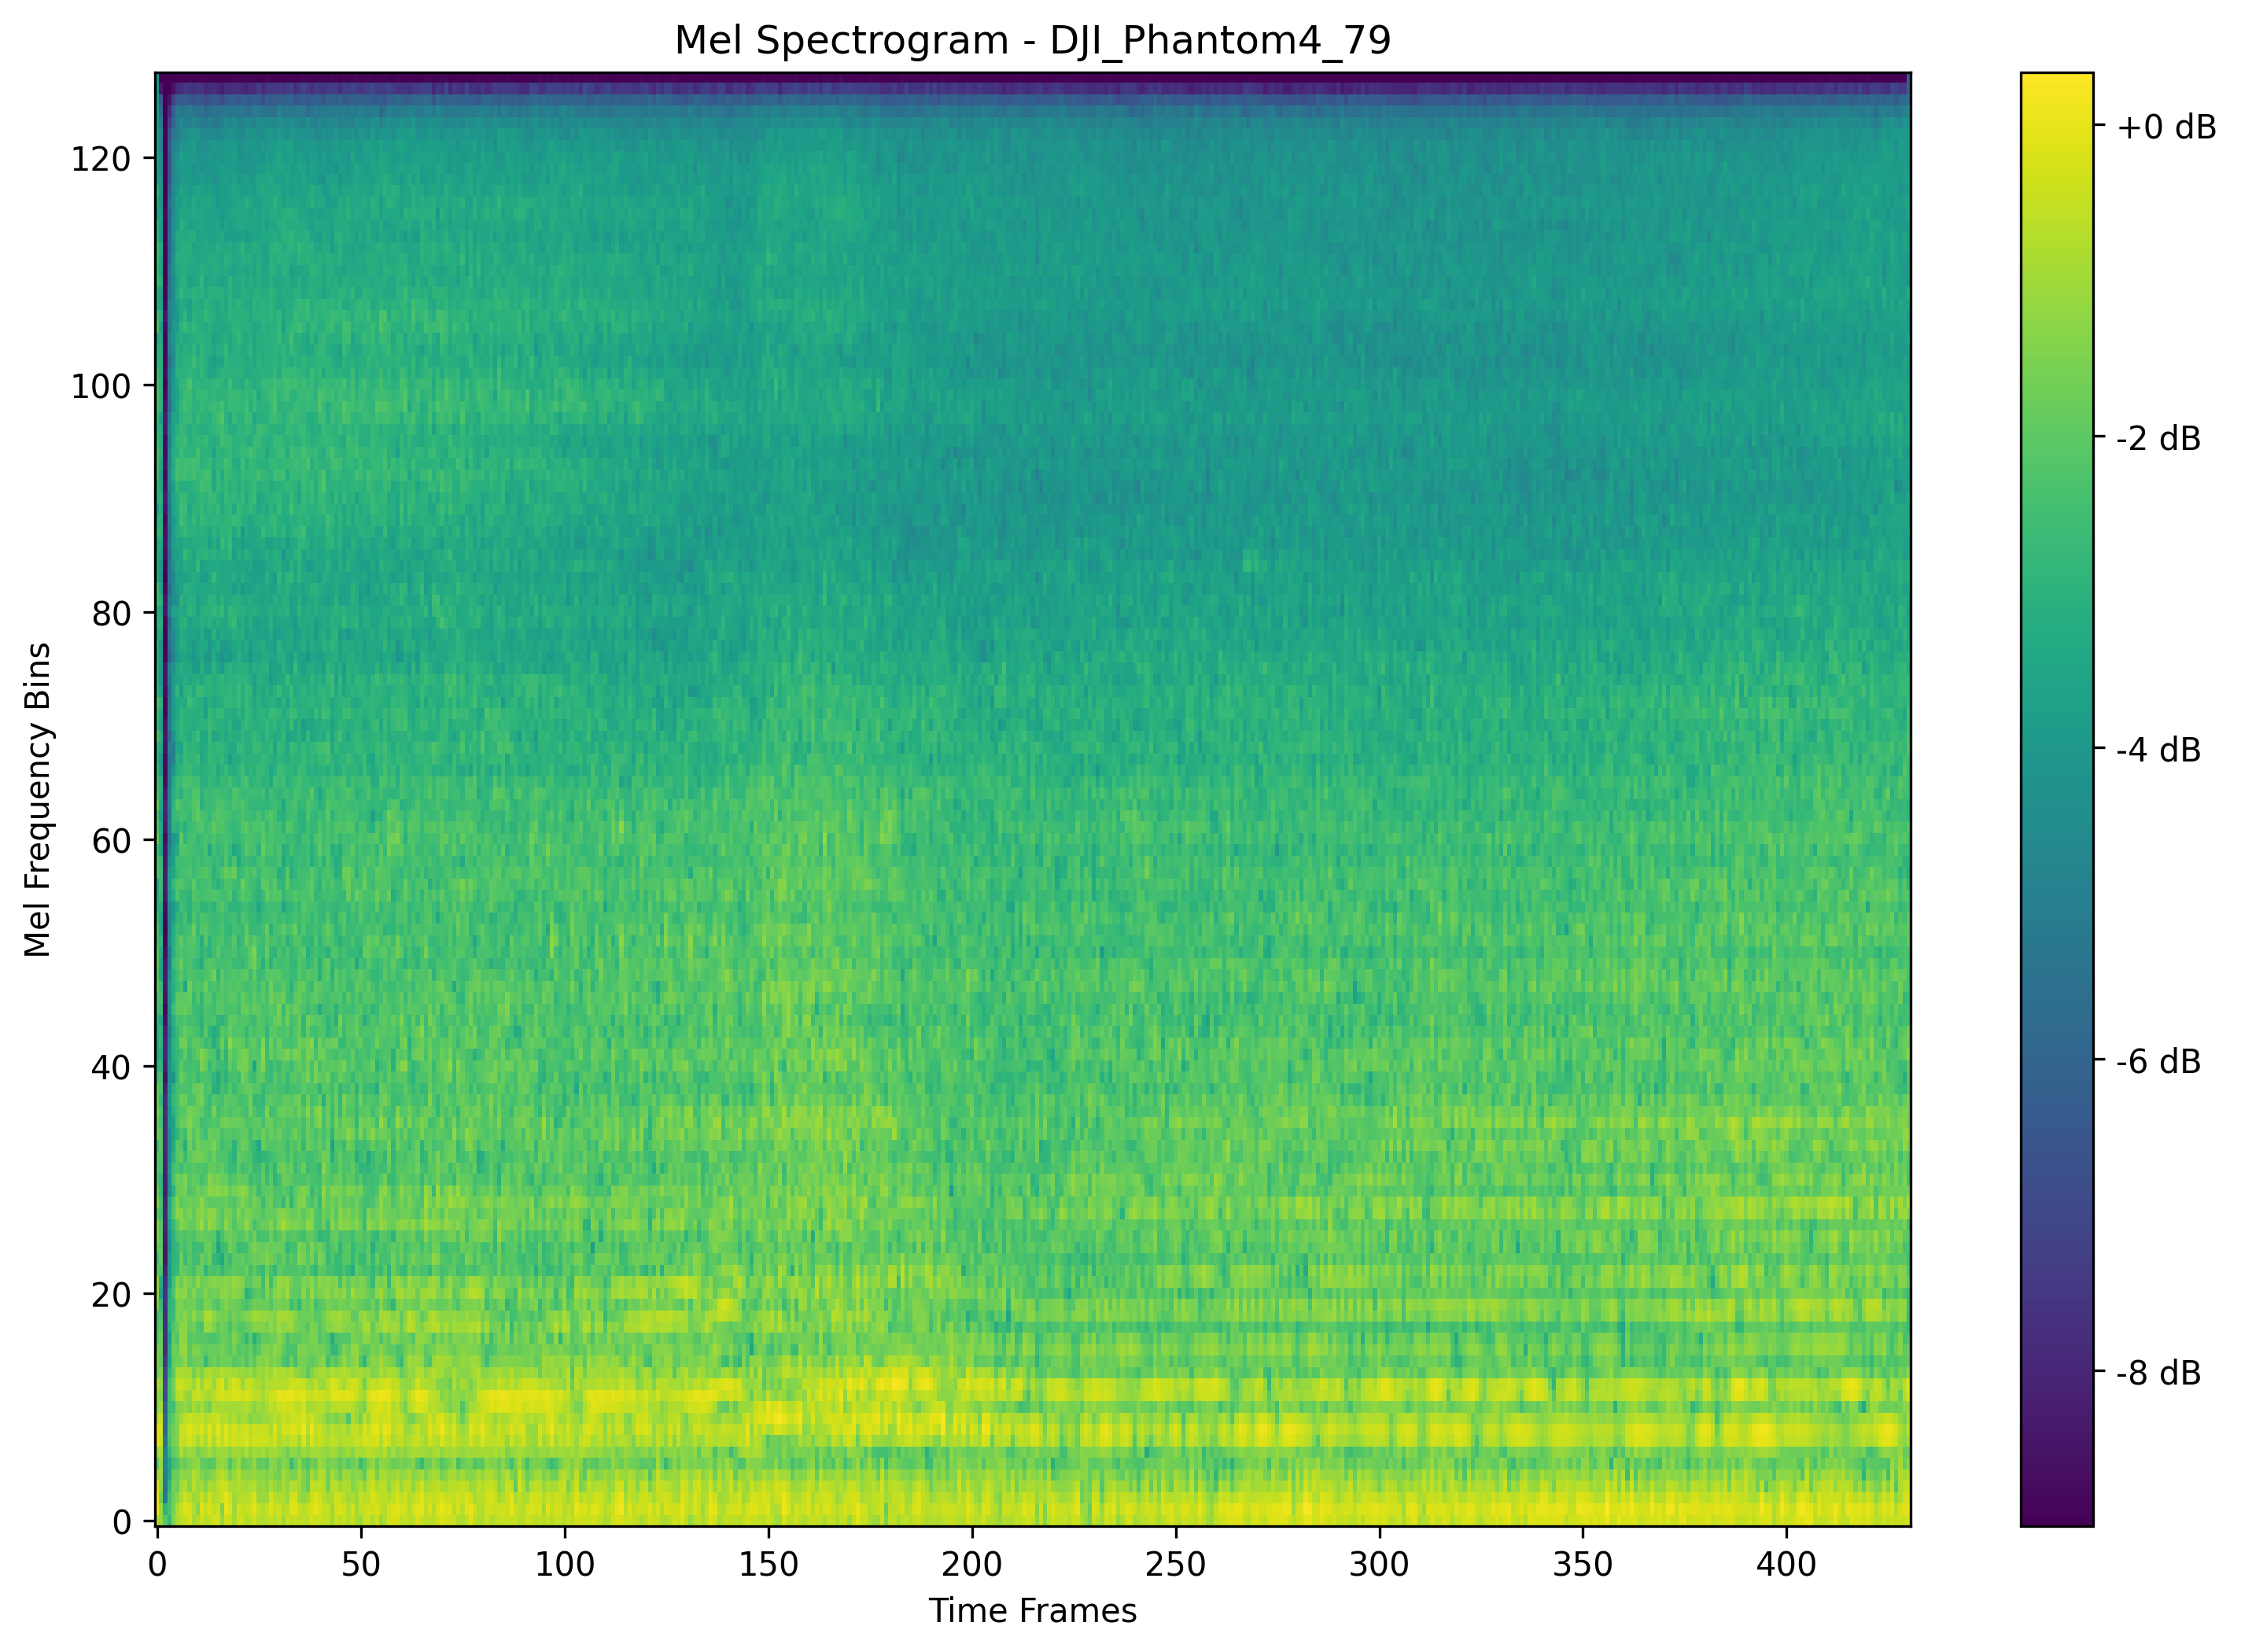 Mel Spectrogram - DJI_Phantom4_79
Mel Frequency Bins
120
100
80
60
40
20
0
0 50 100 150 200 250 300 350 400
Time Frames
+0 dB
-2 dB
-4 dB
-6 dB
-8 dB